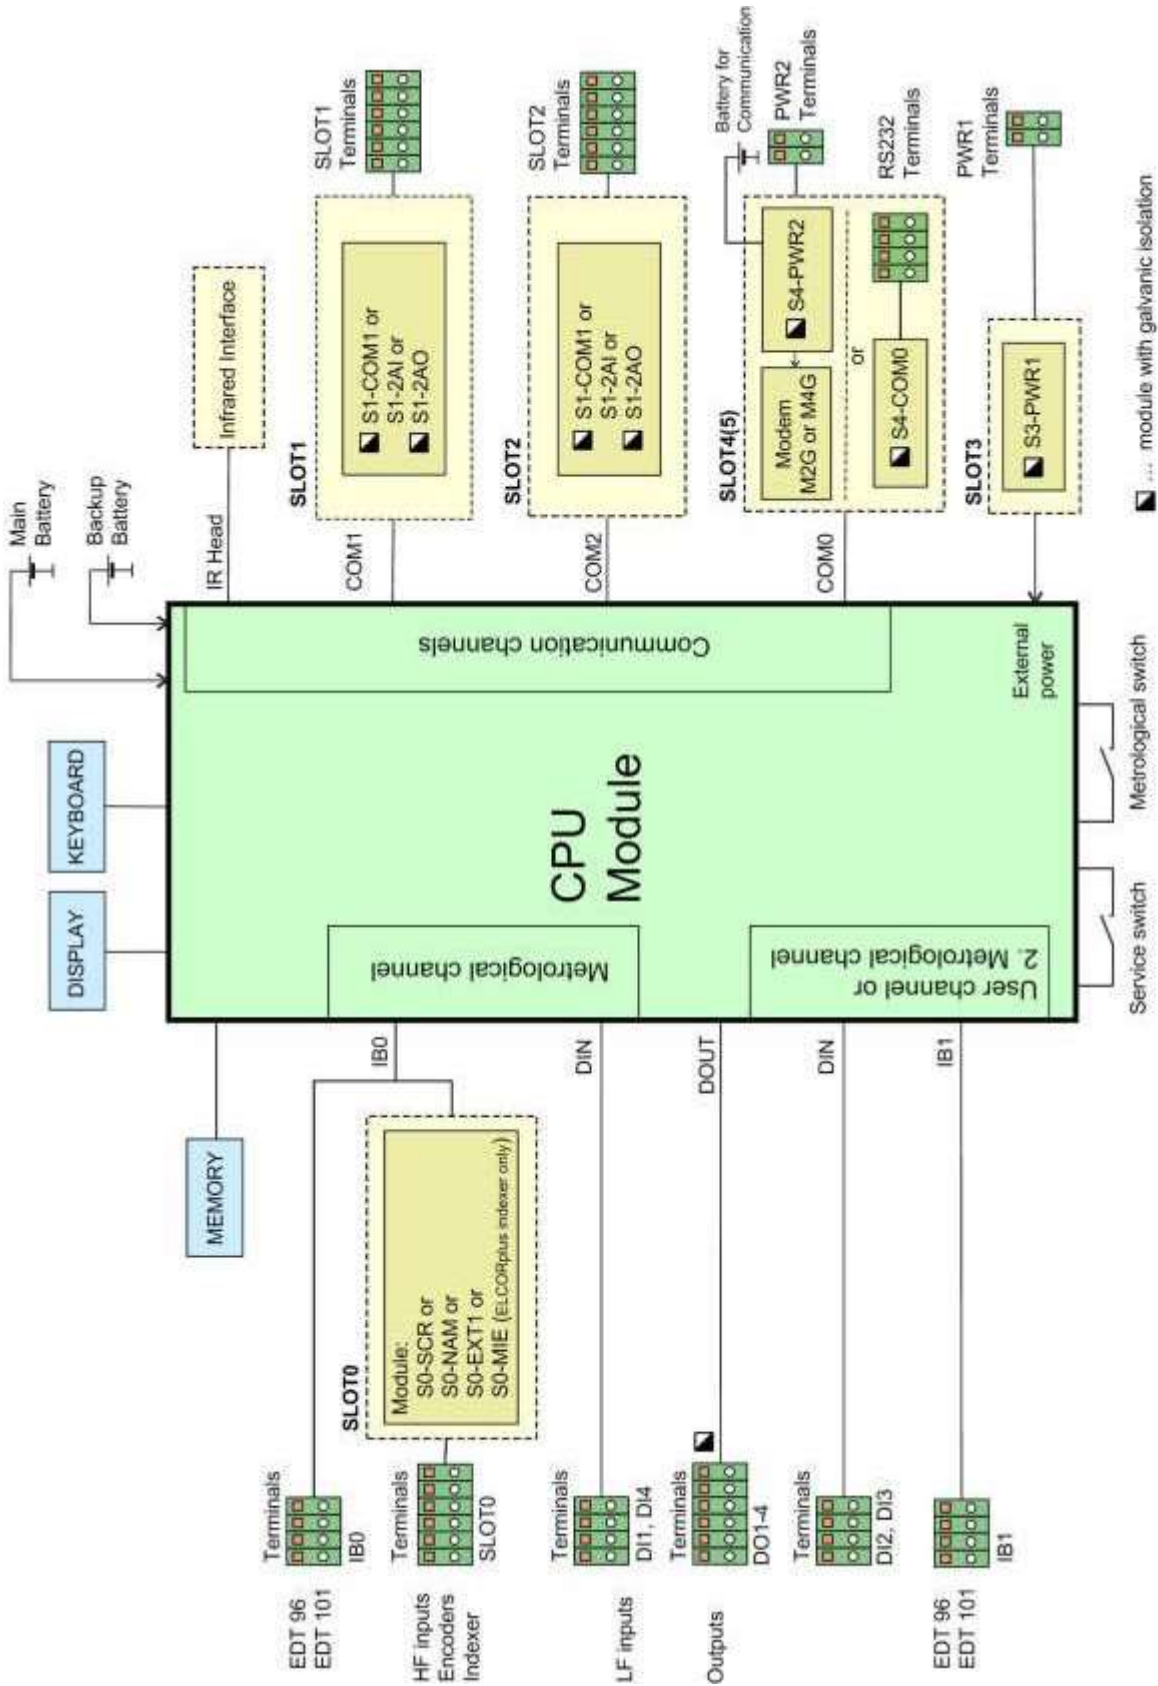 Main
Battery
Backup
Battery
KEYBOARD
DISPLAY
MEMORY
IR Head
Infrared Interface
COM1
SLOT1
S1-COM1 or
S1-2AI or
S1-2AO
SLOT1
Terminals
COM2
SLOT2
S1-COM1 or
S1-2AI or
S1-2AO
SLOT2
Terminals
COM0
SLOT4(5)
Modem
M2G or M4G
S4-PWR2
or
S4-COM0
Battery for
Communication
PWR2
Terminals
RS232
Terminals
SLOT3
S3-PWR1
PWR1
Terminals
... module with galvanic isolation
Communication channels
External
power
CPU
Module
Metrological channel
User channel or
2. Metrological channel
Service switch
Metrological switch
IB0
DIN
DOUT
DIN
IB1
SLOT0
Module:
S0-SCR or
S0-NAM or
S0-EXT1 or
S0-MIE (ELCORplus indexer only)
EDT 96
EDT 101
Terminals
IB0
HF inputs
Encoders
Indexer
Terminals
SLOT0
LF inputs
Terminals
DI1, DI4
Outputs
Terminals
DO1-4
Terminals
DI2, DI3
EDT 96
EDT 101
IB1